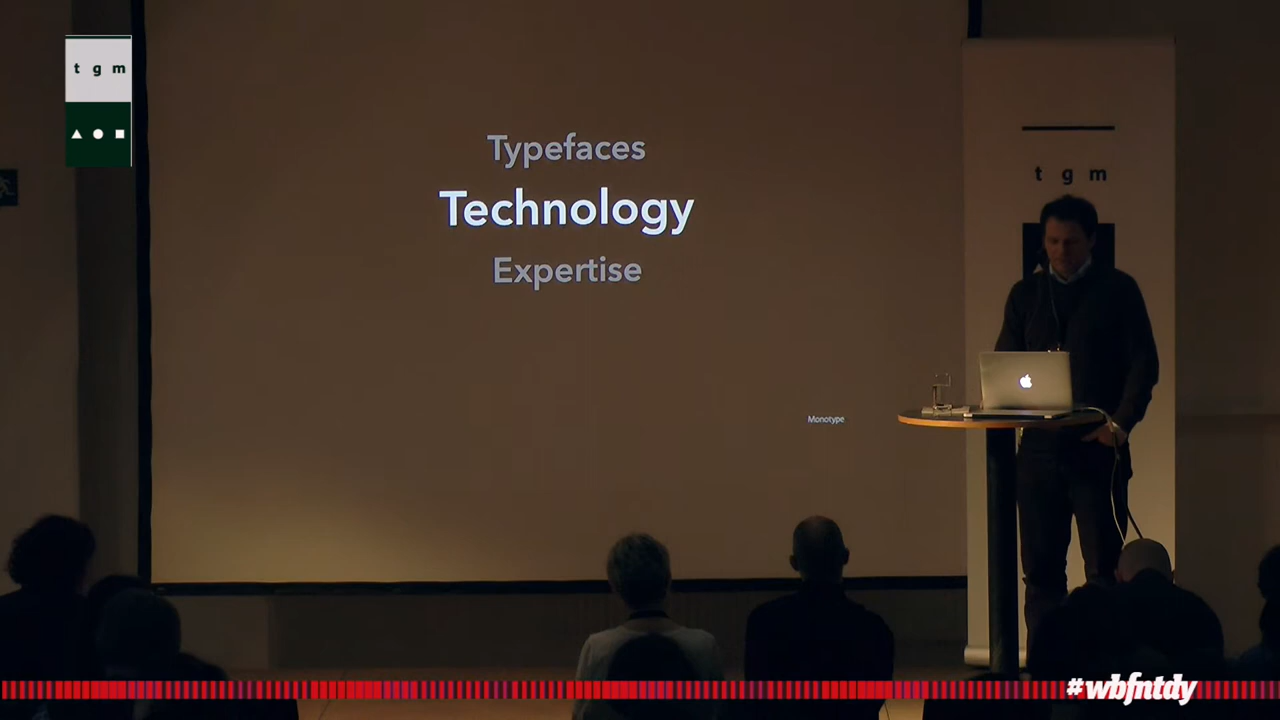 t g m
Typefaces
Technology
Expertise
Monotype
t g m
#wbfntdy